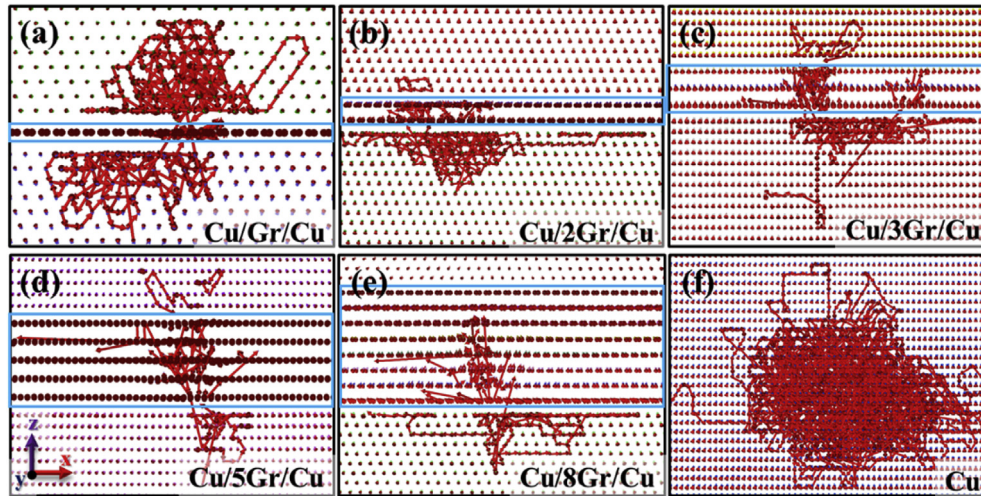 (a)
Cu/Gr/Cu
(b)
Cu/2Gr/Cu
(c)
Cu/3Gr/Cu
(d)
z
y
x
Cu/5Gr/Cu
(e)
Cu/8Gr/Cu
(f)
Cu